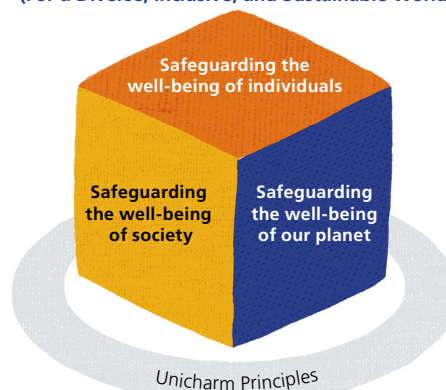 (For a Diverse, Inclusive, and Sustainable World
Safeguarding the
well-being of individuals
Safeguarding
the well-being
of society
Safeguarding
the well-being
of our planet
Unicharm Principles